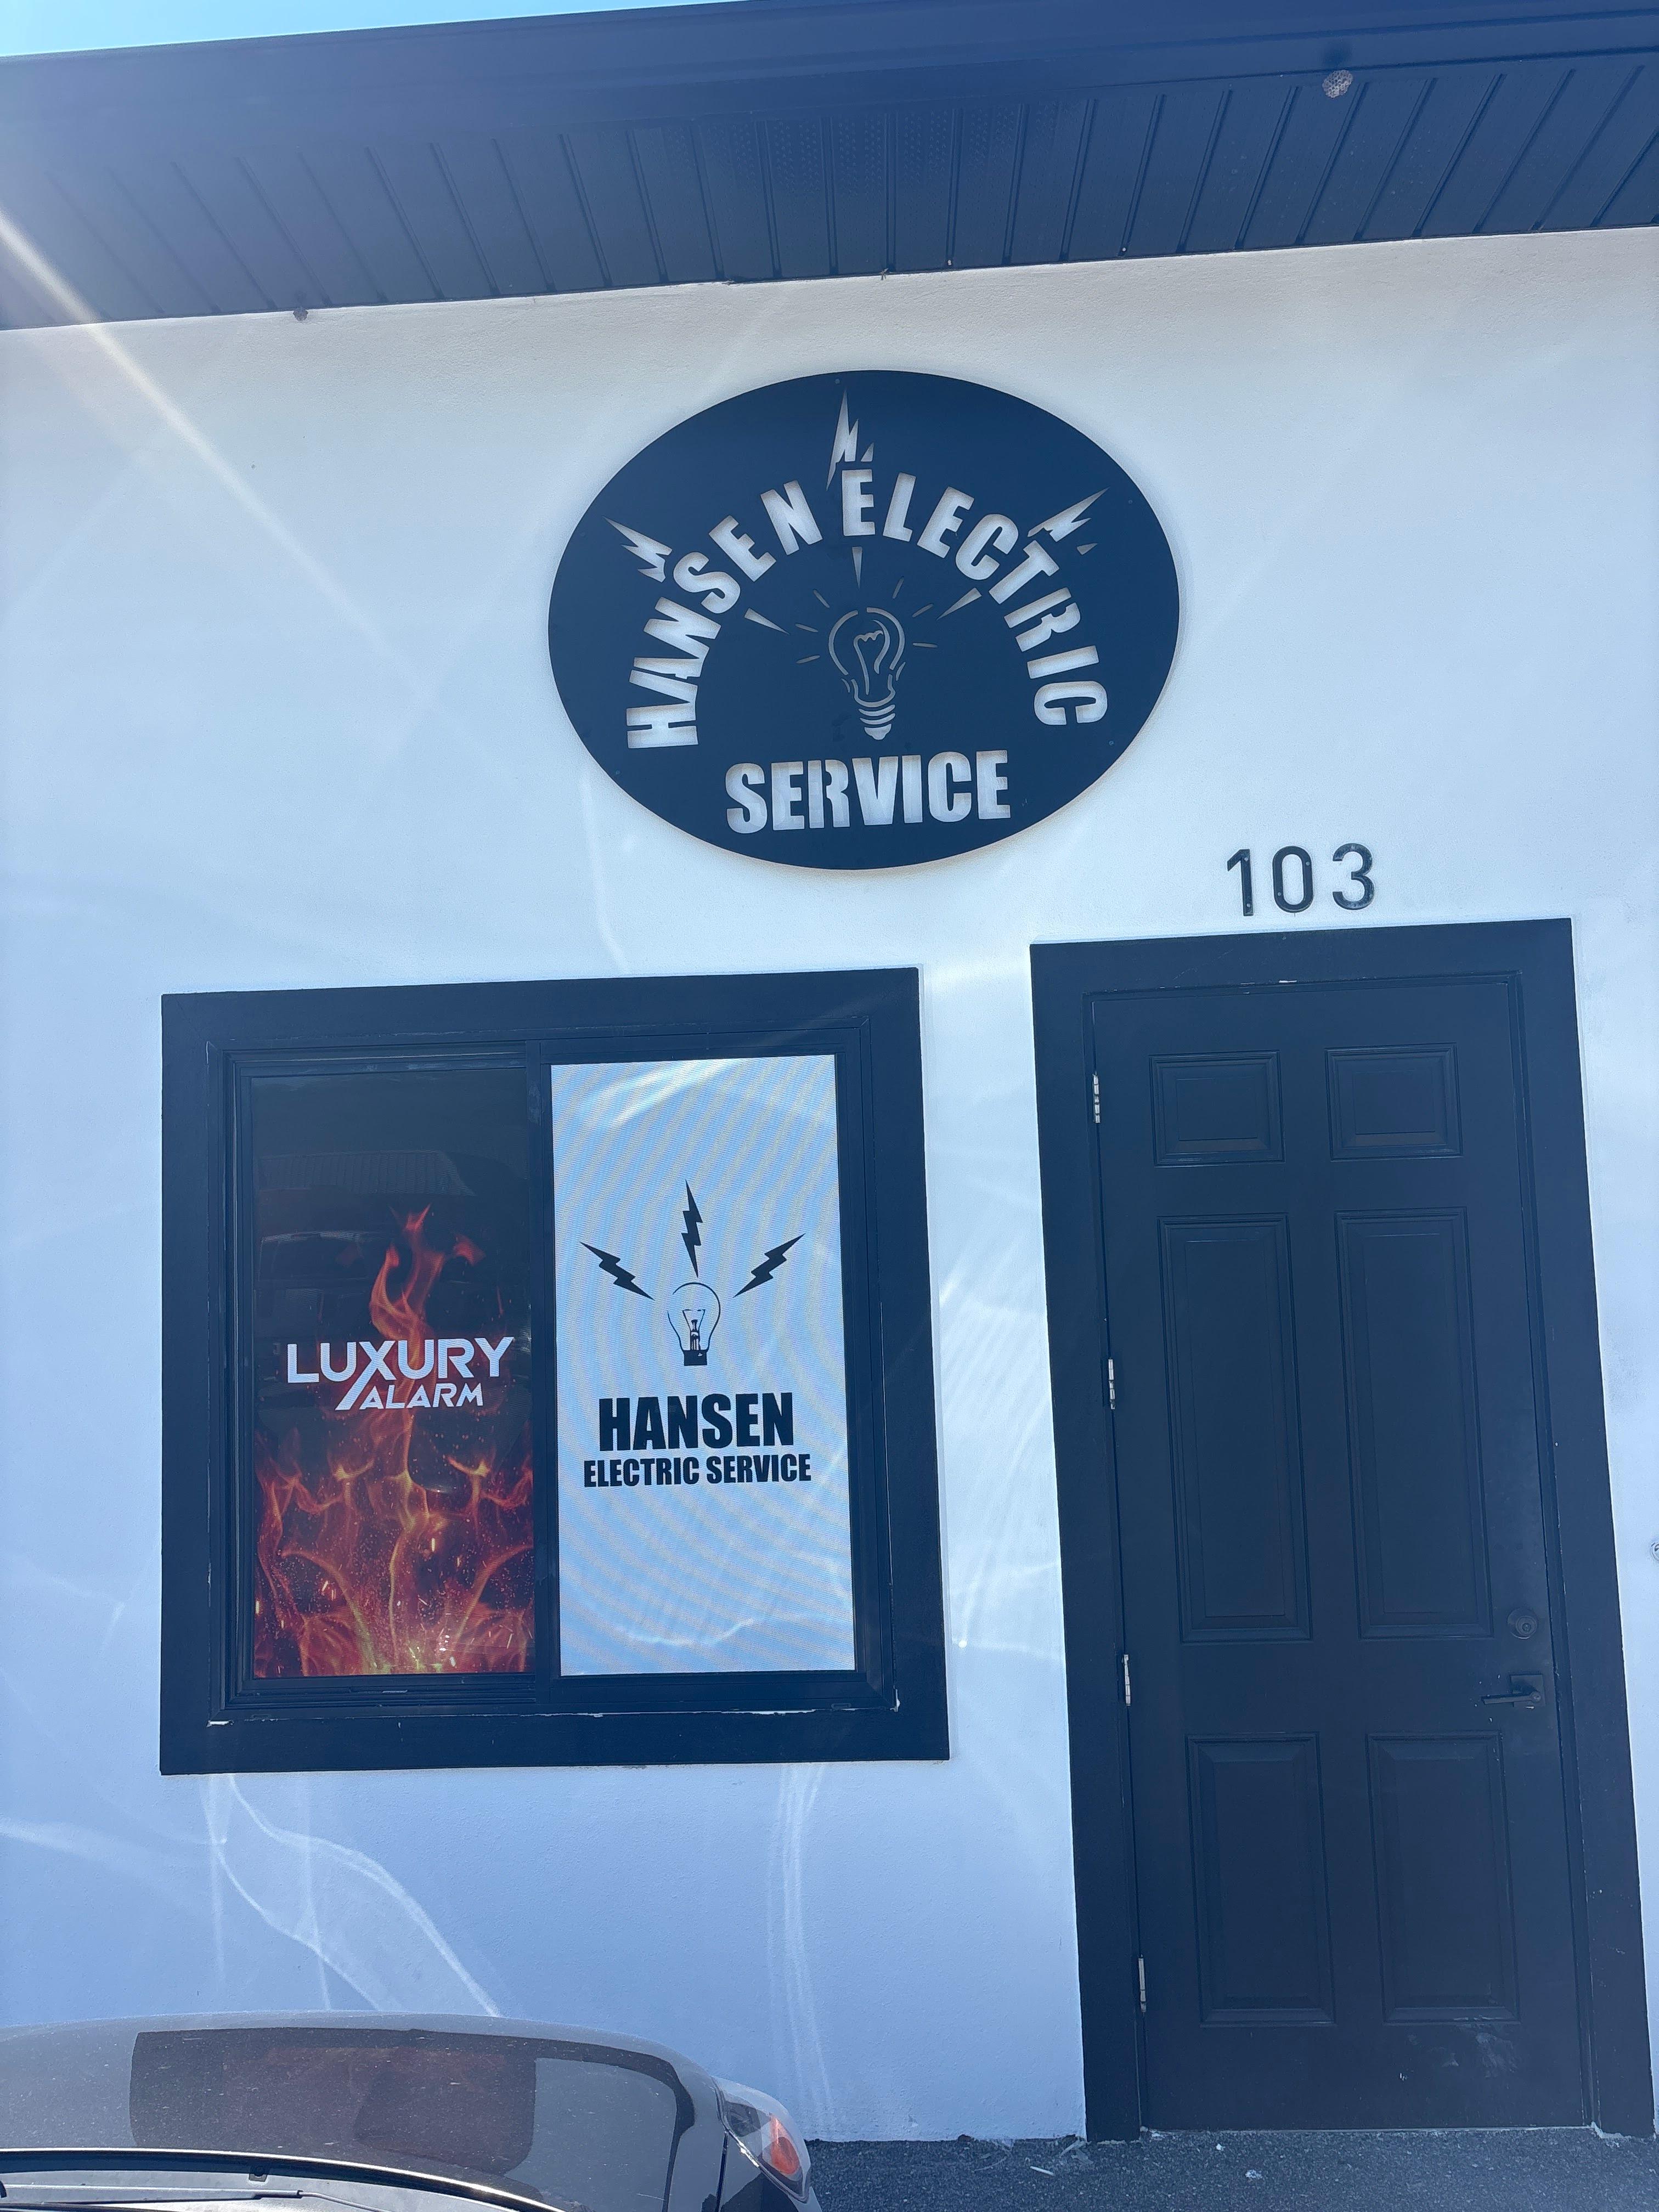 HANSEN ELECTRIC
SERVICE
103
LUXURY
ALARM
HANSEN
ELECTRIC SERVICE